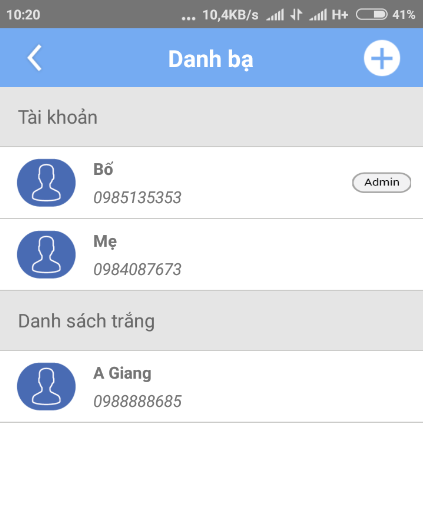 10:20 ... 10,4KB/s H+ 41%
Danh bạ
Tài khoản
Bố
0985135353
Admin
Mẹ
0984087673
Danh sách trắng
A Giang
0988888685